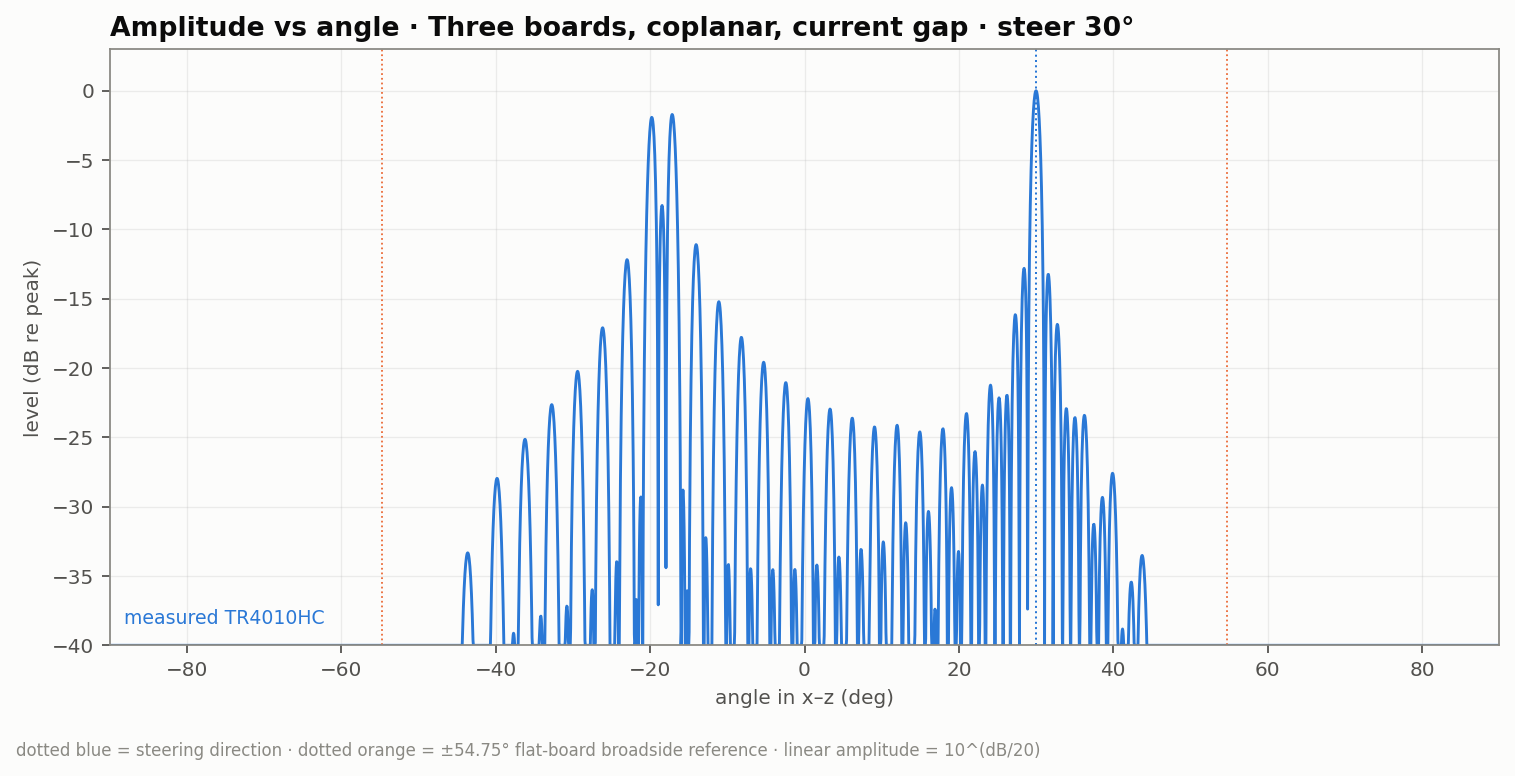 Amplitude vs angle · Three boards, coplanar, current gap · steer 30°
level (dB re peak)
0
−5
−10
−15
−20
−25
−30
−35
−40
measured TR4010HC
−80 −60 −40 −20 0 20 40 60 80
angle in x–z (deg)
dotted blue = steering direction · dotted orange = ±54.75° flat-board broadside reference · linear amplitude = 10^(dB/20)